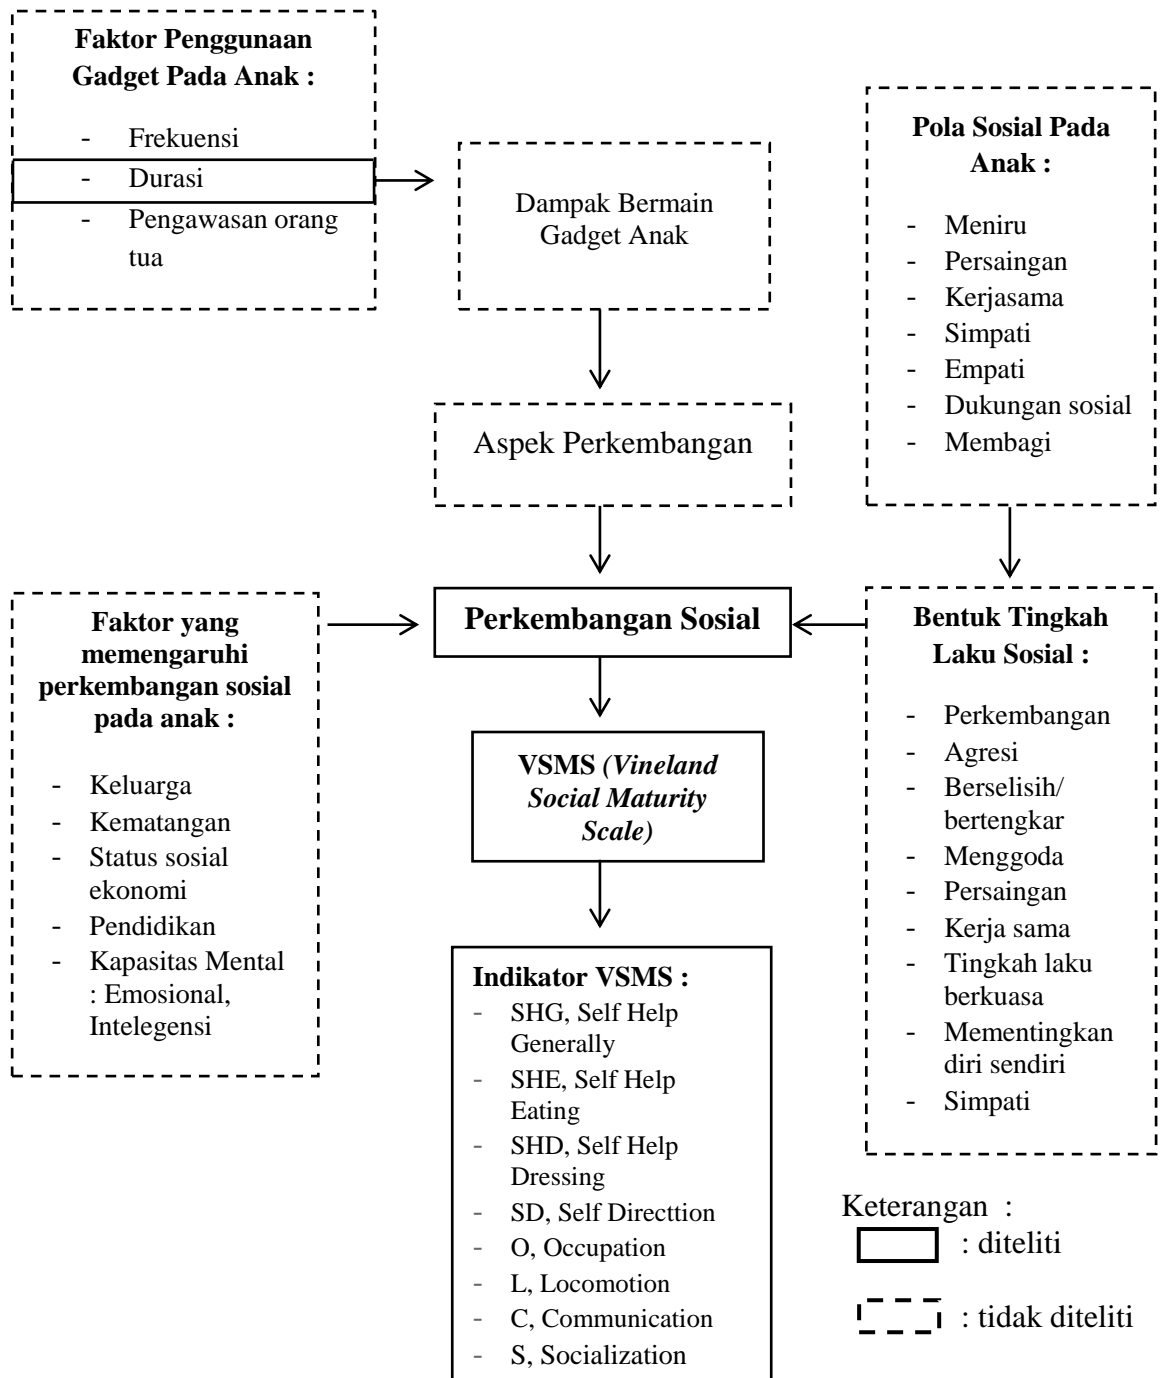 Faktor Penggunaan
Gadget Pada Anak :
- Frekuensi
- Durasi
- Pengawasan orang
tua
Dampak Bermain
Gadget Anak
Pola Sosial Pada
Anak :
- Meniru
- Persaingan
- Kerjasama
- Simpati
- Empati
- Dukungan sosial
- Membagi
Aspek Perkembangan
Faktor yang
memengaruhi
perkembangan sosial
pada anak :
- Keluarga
- Kematangan
- Status sosial
ekonomi
- Pendidikan
- Kapasitas Mental
: Emosional,
Intelegensi
Perkembangan Sosial
Bentuk Tingkah
Laku Sosial :
- Perkembangan
- Agresi
- Berselisih/
bertengkar
- Menggoda
- Persaingan
- Kerja sama
- Tingkah laku
berkuasa
- Mementingkan
diri sendiri
- Simpati
VSMS (Vineland
Social Maturity
Scale)
Indikator VSMS :
- SHG, Self Help
Generally
- SHE, Self Help
Eating
- SHD, Self Help
Dressing
- SD, Self Directtion
- O, Occupation
- L, Locomotion
- C, Communication
- S, Socialization
Keterangan :
: diteliti
: tidak diteliti